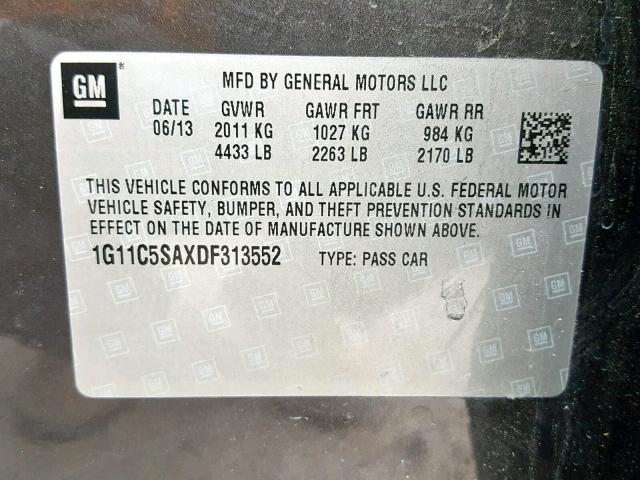 GM
MFD BY GENERAL MOTORS LLC
DATE GVWR GAWR FRT GAWR RR
06/13 2011 KG 1027 KG 984 KG
4433 LB 2263 LB 2170 LB
THIS VEHICLE CONFORMS TO ALL APPLICABLE U.S. FEDERAL MOTOR
VEHICLE SAFETY, BUMPER, AND THEFT PREVENTION STANDARDS IN
EFFECT ON THE DATE OF MANUFACTURE SHOWN ABOVE.
1G11C5SAXDF313552 TYPE: PASS CAR